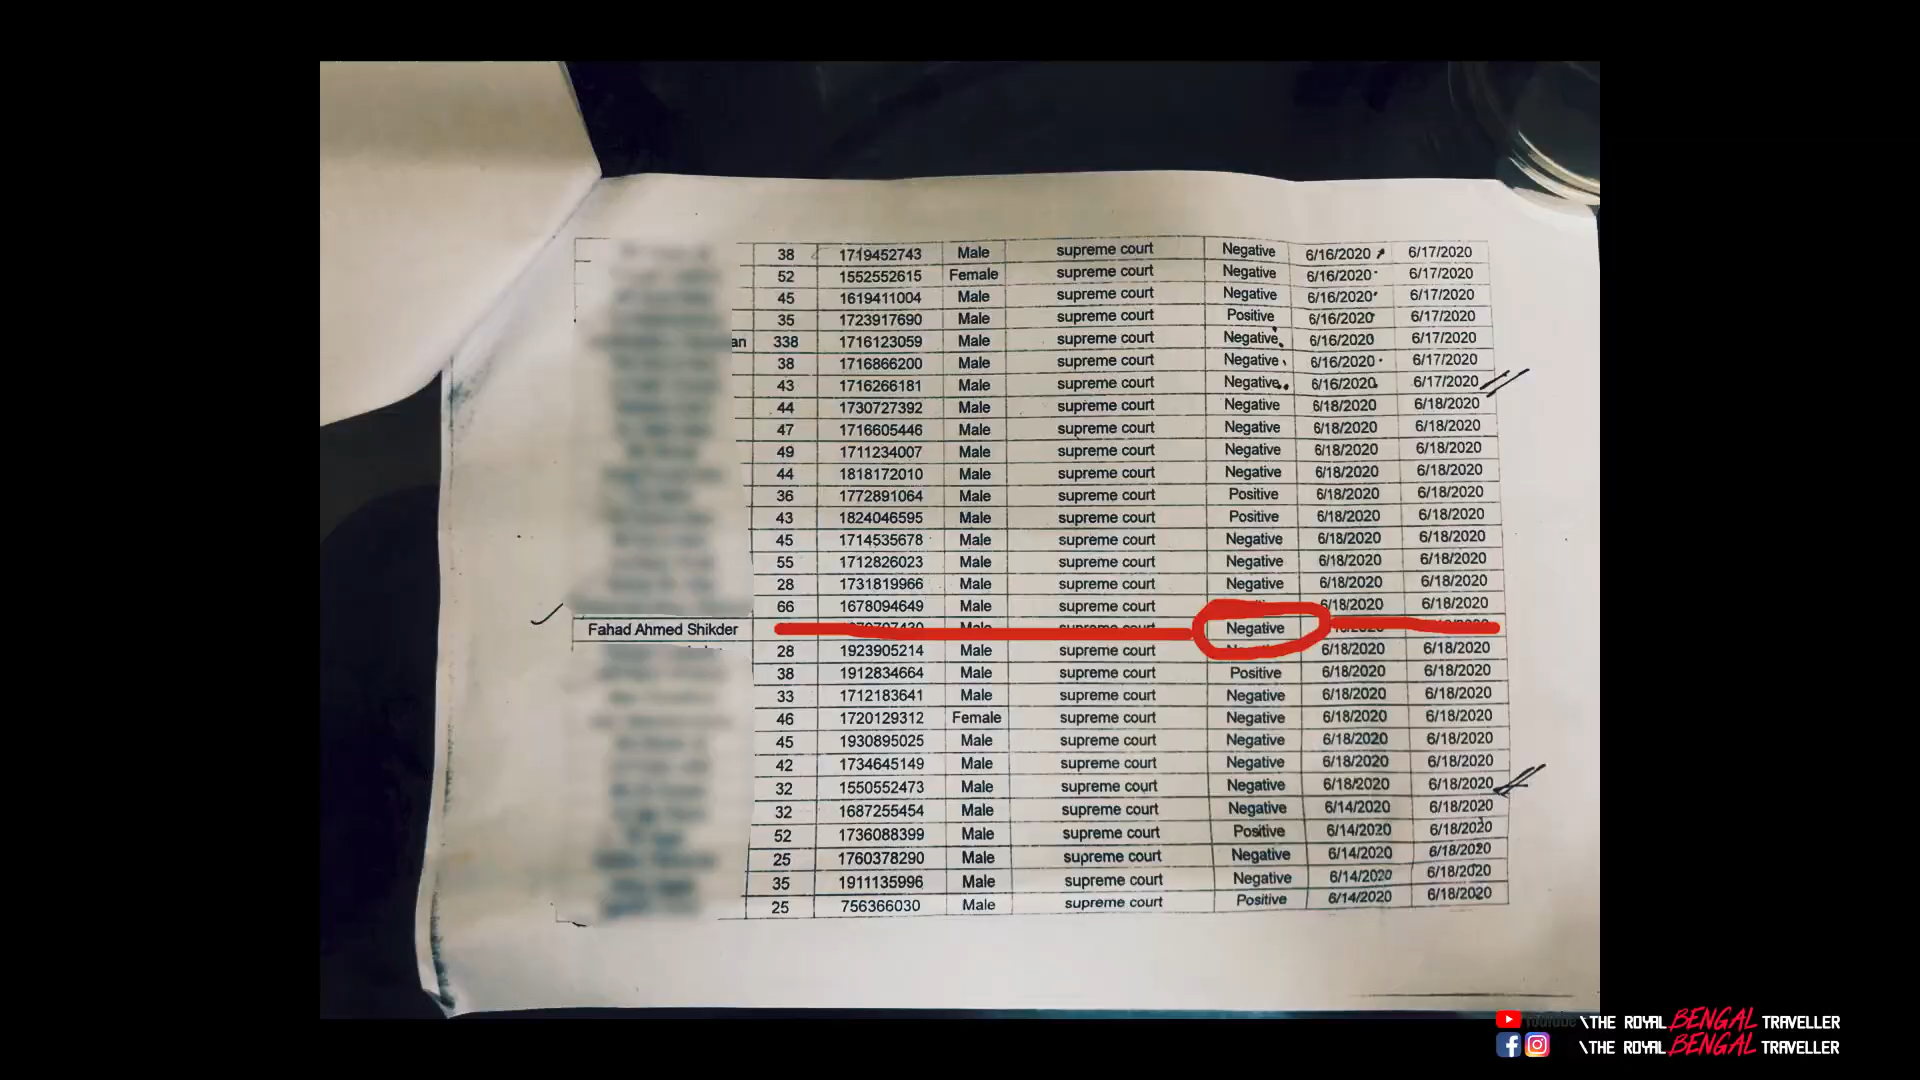 38 1719452743 Male supreme court Negative 6/16/2020 6/17/2020
52 1552552615 Female supreme court Negative 6/16/2020 6/17/2020
45 1619411004 Male supreme court Negative 6/16/2020 6/17/2020
35 1723917690 Male supreme court Positive 6/16/2020 6/17/2020
an 338 1716123059 Male supreme court Negative 6/16/2020 6/17/2020
38 1716866200 Male supreme court Negative 6/16/2020 6/17/2020
43 1716266181 Male supreme court Negative 6/16/2020 6/17/2020
44 1730727392 Male supreme court Negative 6/18/2020 6/18/2020
47 1716605446 Male supreme court Negative 6/18/2020 6/18/2020
49 1711234007 Male supreme court Negative 6/18/2020 6/18/2020
44 1818172010 Male supreme court Negative 6/18/2020 6/18/2020
36 1772891064 Male supreme court Positive 6/18/2020 6/18/2020
43 1824046595 Male supreme court Positive 6/18/2020 6/18/2020
45 1714535678 Male supreme court Negative 6/18/2020 6/18/2020
55 1712826023 Male supreme court Negative 6/18/2020 6/18/2020
28 1731819966 Male supreme court Negative 6/18/2020 6/18/2020
66 1678094649 Male supreme court 6/18/2020 6/18/2020
Fahad Ahmed Shikder Negative
28 1923905214 Male supreme court 6/18/2020 6/18/2020
38 1912834664 Male supreme court Positive 6/18/2020 6/18/2020
33 1712183641 Male supreme court Negative 6/18/2020 6/18/2020
46 1720129312 Female supreme court Negative 6/18/2020 6/18/2020
45 1930895025 Male supreme court Negative 6/18/2020 6/18/2020
42 1734645149 Male supreme court Negative 6/18/2020 6/18/2020
32 1550552473 Male supreme court Negative 6/18/2020 6/18/2020
32 1687255454 Male supreme court Negative 6/14/2020 6/18/2020
52 1736088399 Male supreme court Positive 6/14/2020 6/18/2020
25 1760378290 Male supreme court Negative 6/14/2020 6/18/2020
35 1911135996 Male supreme court Negative 6/14/2020 6/18/2020
25 756366030 Male supreme court Positive 6/14/2020 6/18/2020
Youtube \THE ROYAL BENGAL TRAVELLER
\THE ROYAL BENGAL TRAVELLER